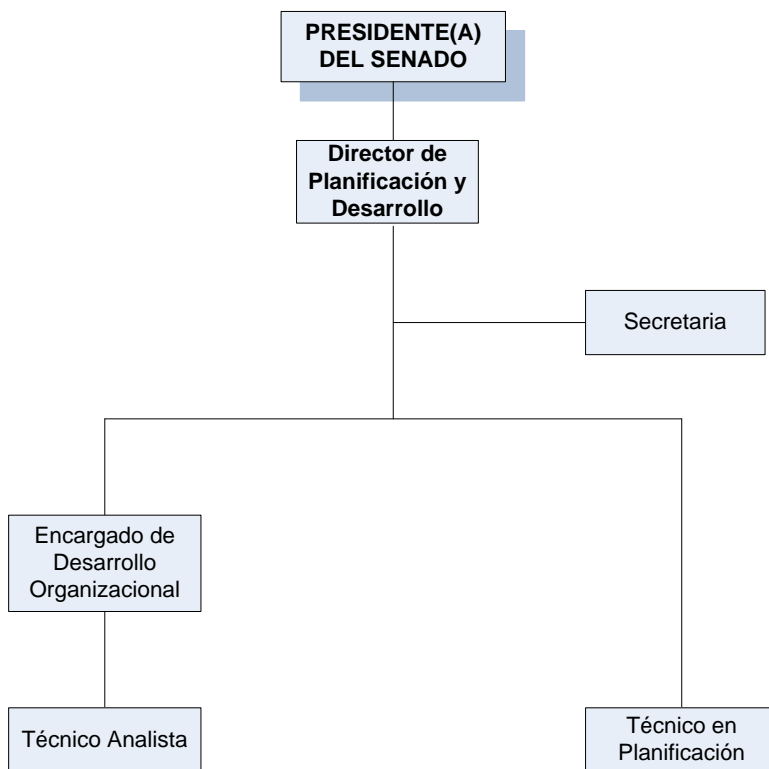 PRESIDENTE(A)
DEL SENADO
Director de
Planificación y
Desarrollo
Secretaria
Encargado de
Desarrollo
Organizacional
Técnico Analista
Técnico en
Planificación